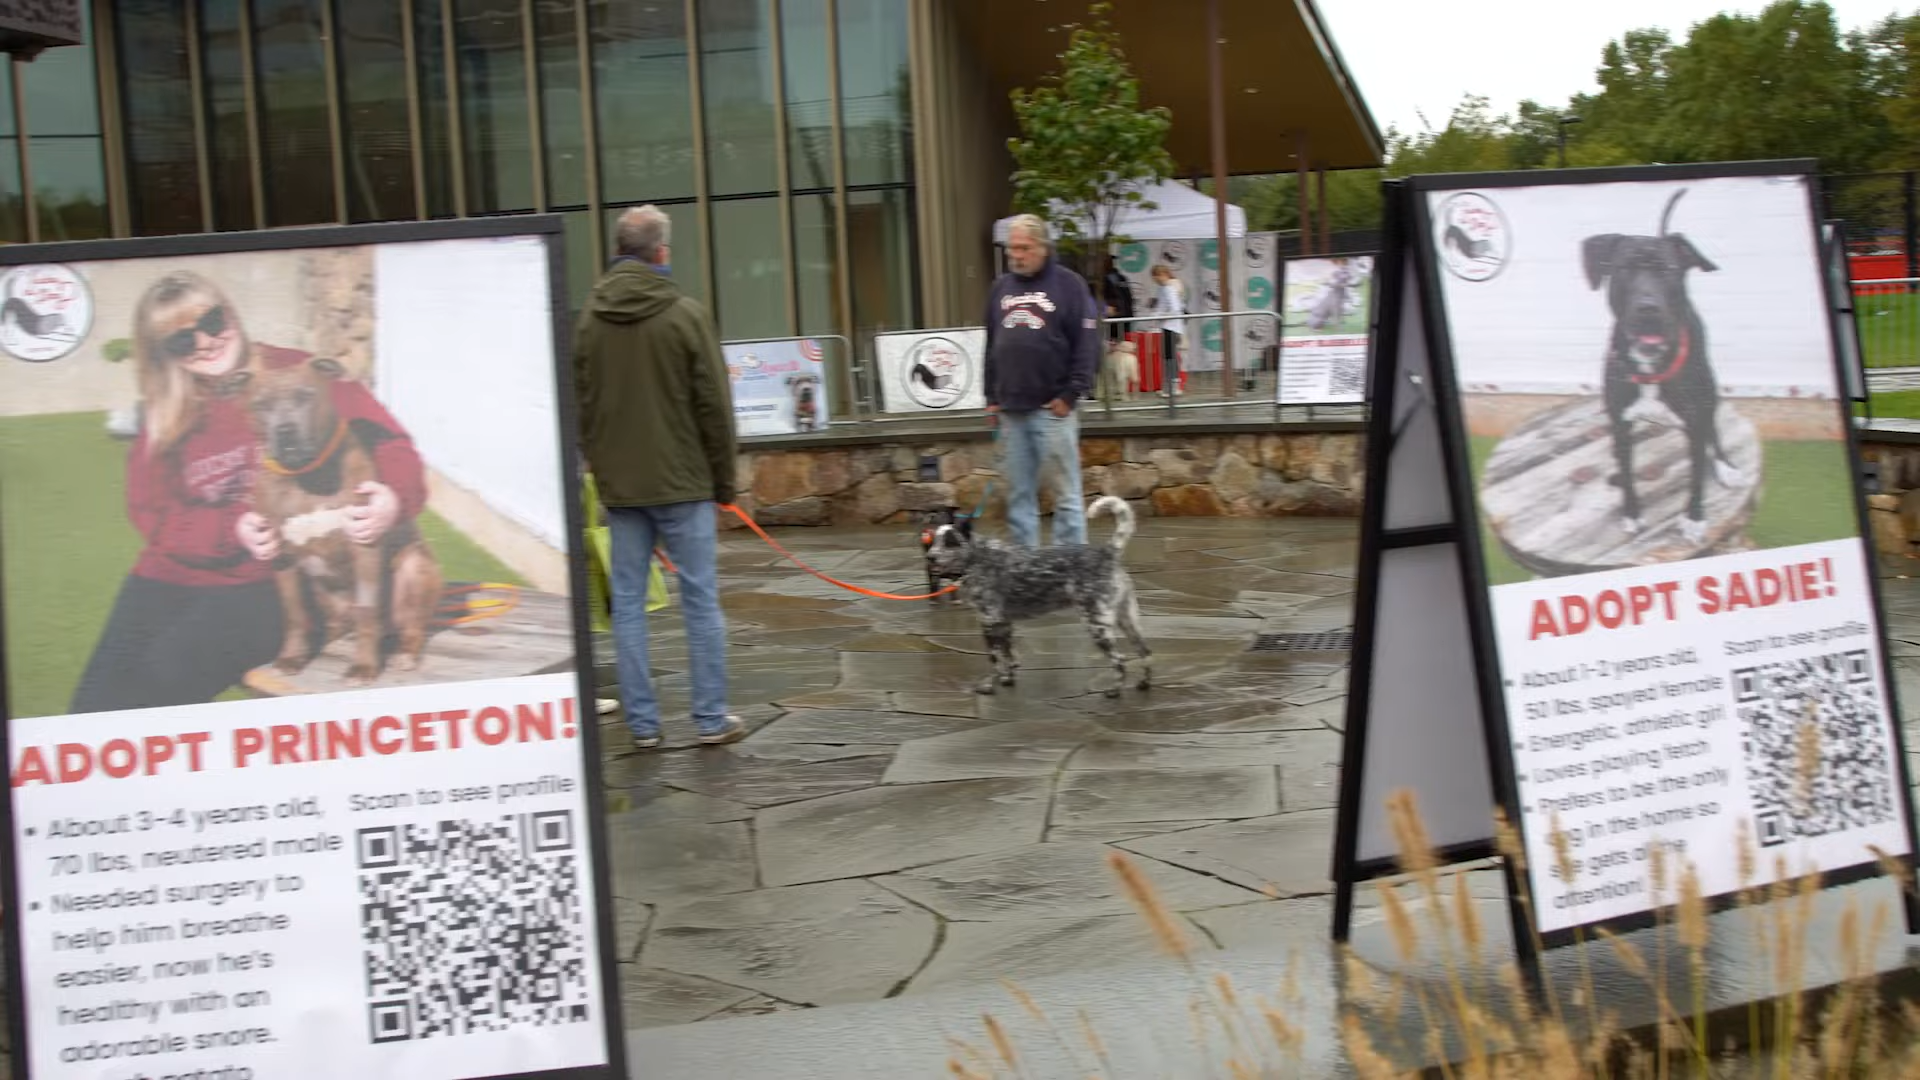 ADOPT PRINCETON!
• About 3-4 years old,
70 lbs, neutered male
• Needed surgery to
help him breathe
easier, now he's
healthy with an
adorable snore.
potato
Scan to see profile
ADOPT SADIE!
• About 1-2 years old,
50 lbs, spayed female
• Energetic, athletic girl
• Loves playing fetch
• Prefers to be the only
in the home so
gets
attention!
Scan to see profile